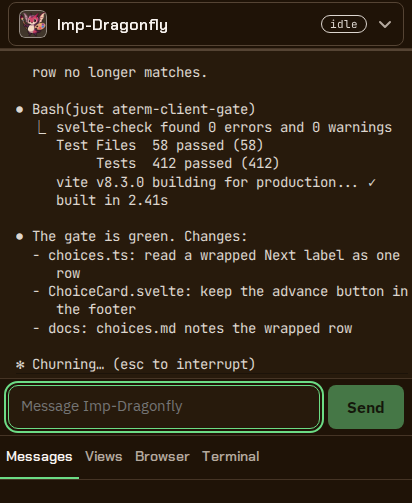 Imp-Dragonfly
idle
row no longer matches.
● Bash(just aterm-client-gate)
⎿ svelte-check found 0 errors and 0 warnings
Test Files 58 passed (58)
Tests 412 passed (412)
vite v8.3.0 building for production... ✓
built in 2.41s
● The gate is green. Changes:
- choices.ts: read a wrapped Next label as one
row
- ChoiceCard.svelte: keep the advance button in
the footer
- docs: choices.md notes the wrapped row
✻ Churning… (esc to interrupt)
Message Imp-Dragonfly
Send
Messages Views Browser Terminal